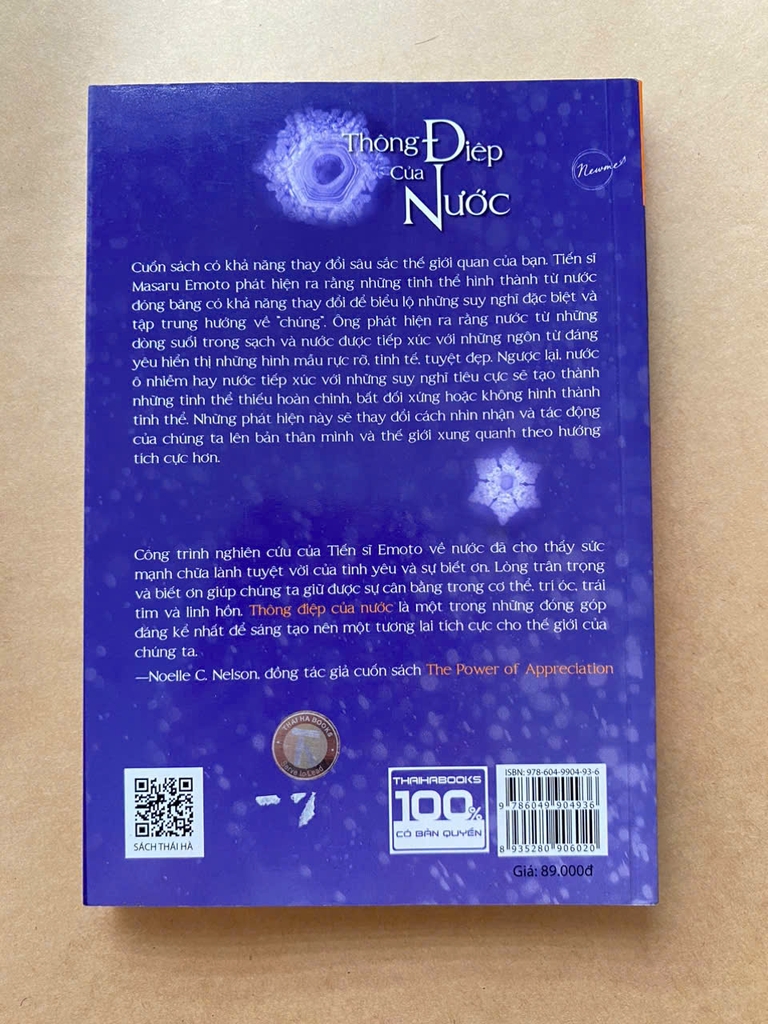 Thông Điệp
Của
Nước
Newme
Cuốn sách có khả năng thay đổi sâu sắc thế giới quan của bạn. Tiến sĩ
Masaru Emoto phát hiện ra rằng những tinh thể hình thành từ nước
đóng băng có khả năng thay đổi để biểu lộ những suy nghĩ đặc biệt và
tập trung hướng về "chúng". Ông phát hiện ra rằng nước từ những
dòng suối trong sạch và nước được tiếp xúc với những ngôn từ đáng
yêu hiển thị những hình mẫu rực rỡ, tinh tế, tuyệt đẹp. Ngược lại, nước
ô nhiễm hay nước tiếp xúc với những suy nghĩ tiêu cực sẽ tạo thành
những tinh thể thiếu hoàn chỉnh, bất đối xứng hoặc không hình thành
tinh thể. Những phát hiện này sẽ thay đổi cách nhìn nhận và tác động
của chúng ta lên bản thân mình và thế giới xung quanh theo hướng
tích cực hơn.
Công trình nghiên cứu của Tiến sĩ Emoto về nước đã cho thấy sức
mạnh chữa lành tuyệt vời của tình yêu và sự biết ơn. Lòng trân trọng
và biết ơn giúp chúng ta giữ được sự cân bằng trong cơ thể, trí óc, trái
tim và linh hồn. Thông điệp của nước là một trong những đóng góp
đáng kể nhất để sáng tạo nên một tương lai tích cực cho thế giới của
chúng ta.
—Noelle C. Nelson, đồng tác giả cuốn sách The Power of Appreciation
THAI HA BOOKS
Serve to Lead
SÁCH THÁI HÀ
THAIHABOOKS
100%
CÓ BẢN QUYỀN
ISBN: 978-604-9904-93-6
9 786049 904936
8 935280 906020
Giá: 89.000đ